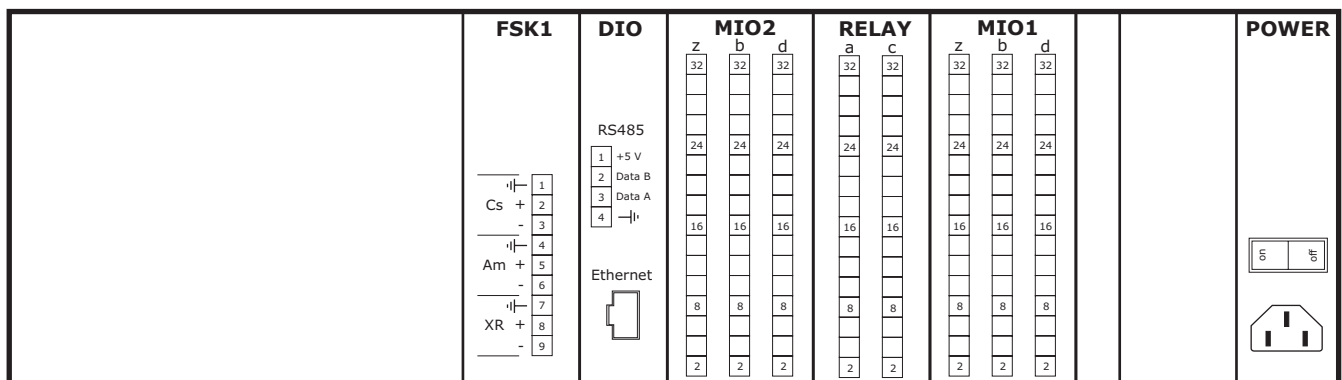 FSK1
Cs + -
Am + -
XR + -
1
2
3
4
5
6
7
8
9
DIO
RS485
1 +5 V
2 Data B
3 Data A
4
Ethernet
MIO2
z b d
32 32 32
24 24 24
16 16 16
8 8 8
2 2 2
RELAY
a c
32 32
24 24
16 16
8 8
2 2
MIO1
z b d
32 32 32
24 24 24
16 16 16
8 8 8
2 2 2
POWER
on off